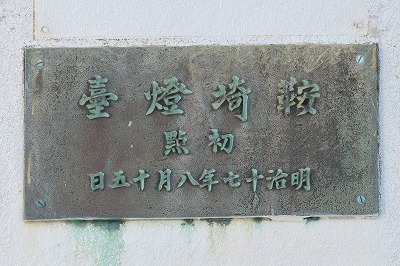 鞍埼燈臺
初點
明治十七年八月十五日